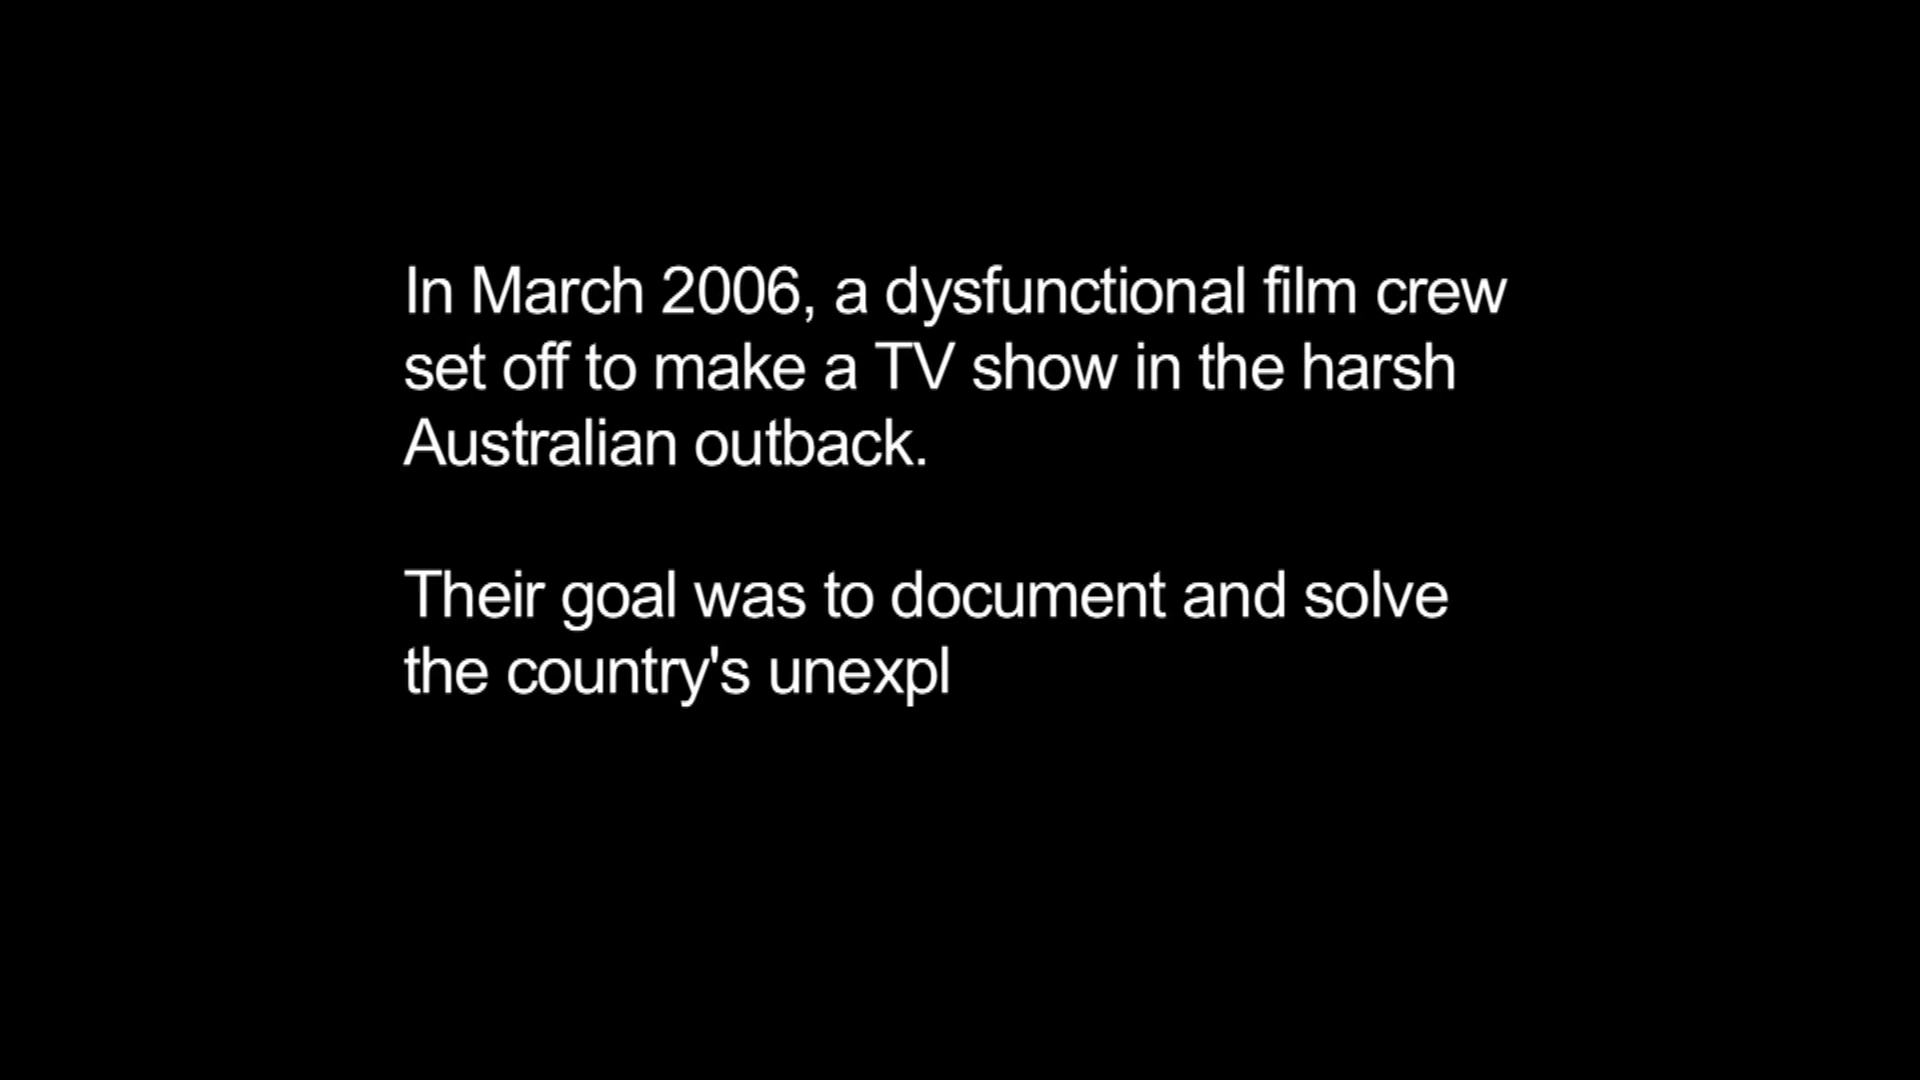 In March 2006, a dysfunctional film crew
set off to make a TV show in the harsh
Australian outback.
Their goal was to document and solve
the country's unexpl